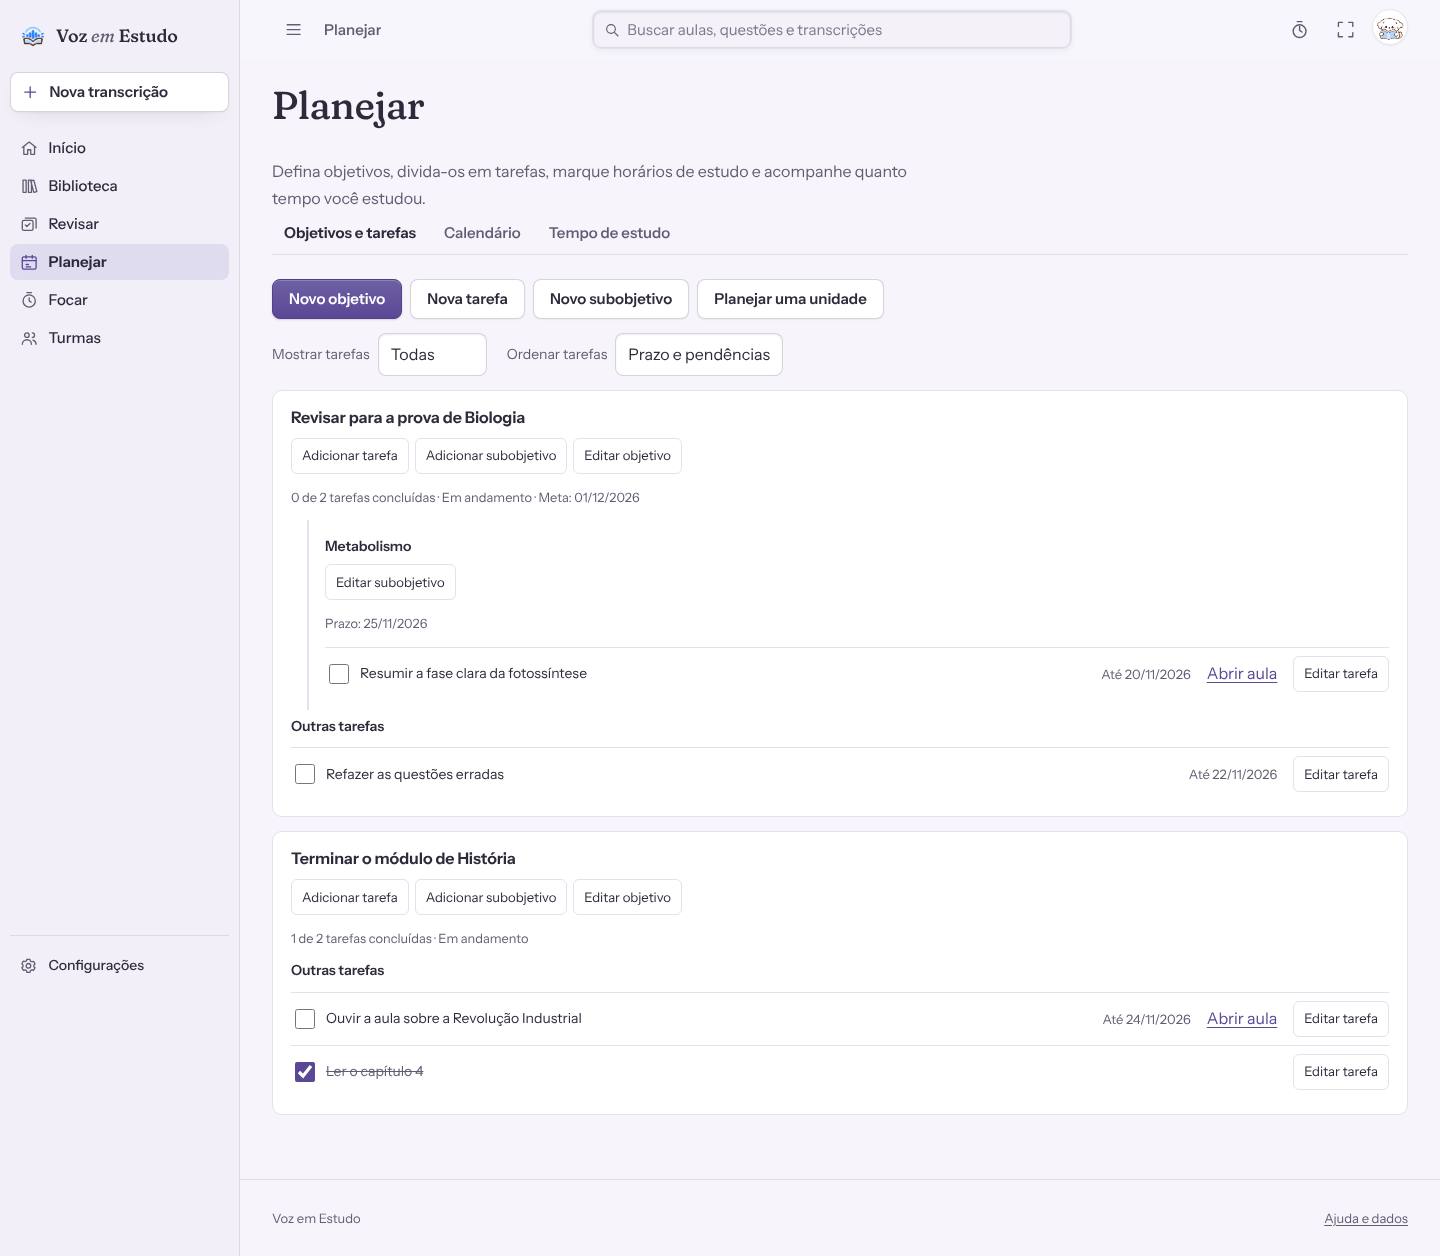 Voz em Estudo
Nova transcrição
Início
Biblioteca
Revisar
Planejar
Focar
Turmas
Configurações
Planejar
Buscar aulas, questões e transcrições
Planejar
Defina objetivos, divida-os em tarefas, marque horários de estudo e acompanhe quanto
tempo você estudou.
Objetivos e tarefas Calendário Tempo de estudo
Novo objetivo Nova tarefa Novo subobjetivo Planejar uma unidade
Mostrar tarefas Todas Ordenar tarefas Prazo e pendências
Revisar para a prova de Biologia
Adicionar tarefa Adicionar subobjetivo Editar objetivo
0 de 2 tarefas concluídas · Em andamento · Meta: 01/12/2026
Metabolismo
Editar subobjetivo
Prazo: 25/11/2026
Resumir a fase clara da fotossíntese Até 20/11/2026 Abrir aula Editar tarefa
Outras tarefas
Refazer as questões erradas Até 22/11/2026 Editar tarefa
Terminar o módulo de História
Adicionar tarefa Adicionar subobjetivo Editar objetivo
1 de 2 tarefas concluídas · Em andamento
Outras tarefas
Ouvir a aula sobre a Revolução Industrial Até 24/11/2026 Abrir aula Editar tarefa
Ler o capítulo 4 Editar tarefa
Voz em Estudo Ajuda e dados